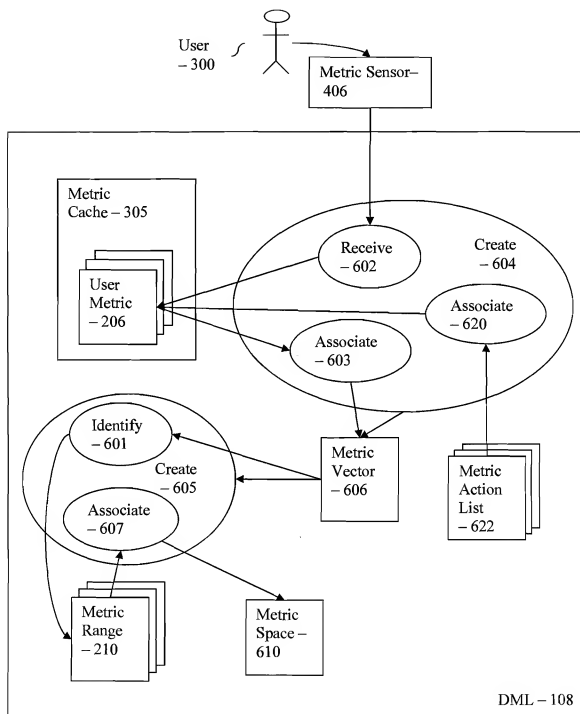 User
– 300
Metric Sensor–
406
Metric
Cache – 305
User
Metric
– 206
Receive
– 602
Create
– 604
Associate
– 620
Associate
– 603
Identify
– 601
Create
– 605
Associate
– 607
Metric
Vector
– 606
Metric
Action
List
– 622
Metric
Range
– 210
Metric
Space –
610
DML – 108